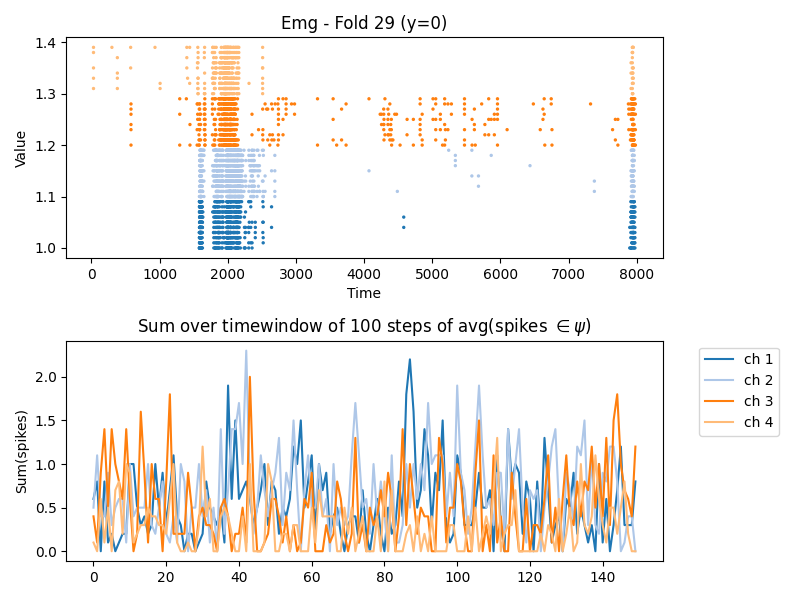 Emg - Fold 29 (y=0)
Value
1.4
1.3
1.2
1.1
1.0
0 1000 2000 3000 4000 5000 6000 7000 8000
Time
Sum over timewindow of 100 steps of avg(spikes ∈ ψ)
Sum(spikes)
2.0
1.5
1.0
0.5
0.0
0 20 40 60 80 100 120 140
ch 1
ch 2
ch 3
ch 4